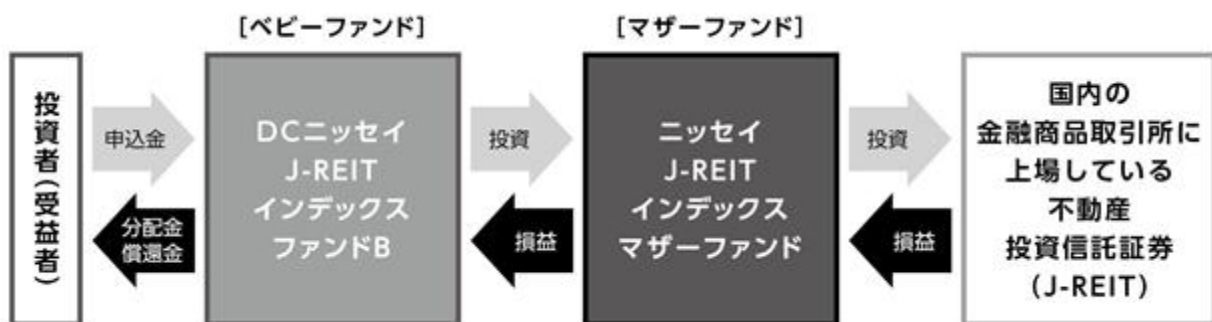 [ベビーファンド]
[マザーファンド]
投資者(受益者)
申込金
分配金
償還金
DCニッセイ
J-REIT
インデックス
ファンドB
投資
損益
ニッセイ
J-REIT
インデックス
マザーファンド
投資
損益
国内の
金融商品取引所に
上場している
不動産
投資信託証券
(J-REIT)